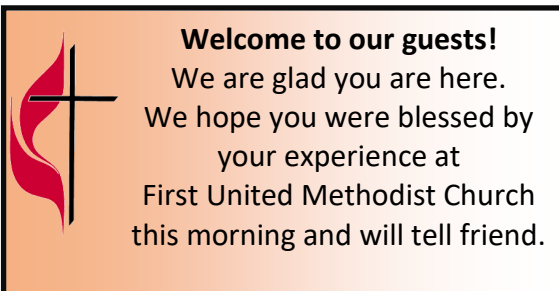 Welcome to our guests!
We are glad you are here.
We hope you were blessed by
your experience at
First United Methodist Church
this morning and will tell friend.